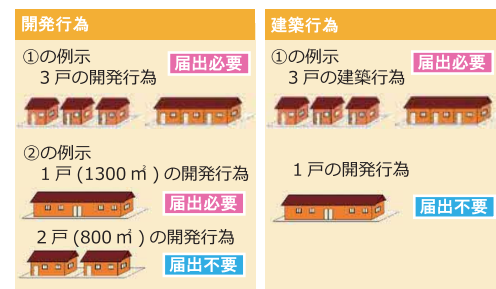 開発行為
①の例示
３戸の開発行為
届出必要
②の例示
１戸(1300㎡)の開発行為
届出必要
２戸(800㎡)の開発行為
届出不要
建築行為
①の例示
３戸の建築行為
届出必要
１戸の開発行為
届出不要